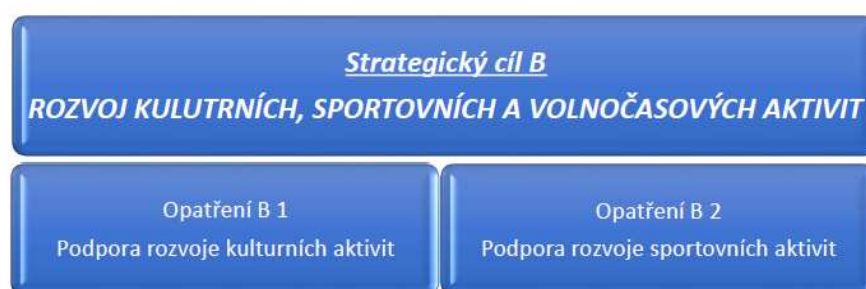 Strategický cíl B
ROZVOJ KULUTRNÍCH, SPORTOVNÍCH A VOLNOČASOVÝCH AKTIVIT
Opatření B 1
Podpora rozvoje kulturních aktivit
Opatření B 2
Podpora rozvoje sportovních aktivit